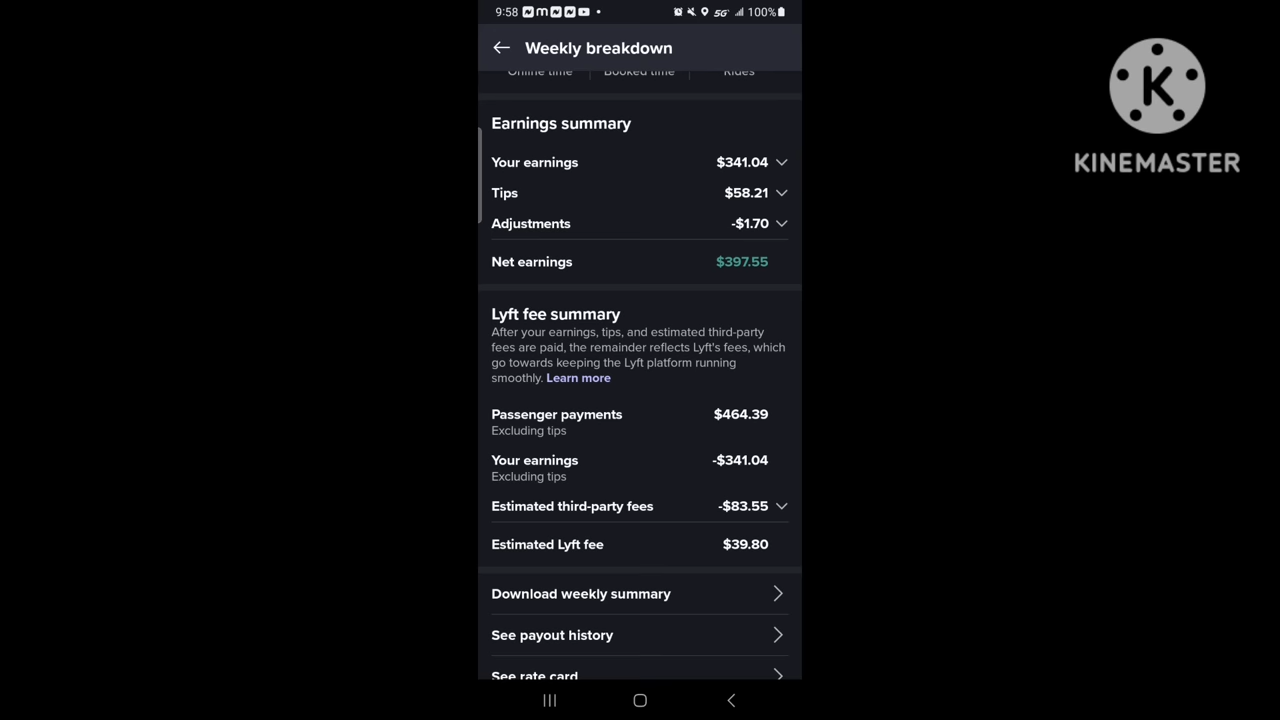 9:58
5G
100%
Weekly breakdown
Online time
Booked time
Rides
Earnings summary
Your earnings $341.04
Tips $58.21
Adjustments -$1.70
Net earnings $397.55
Lyft fee summary
After your earnings, tips, and estimated third-party
fees are paid, the remainder reflects Lyft's fees, which
go towards keeping the Lyft platform running
smoothly. Learn more
Passenger payments $464.39
Excluding tips
Your earnings -$341.04
Excluding tips
Estimated third-party fees -$83.55
Estimated Lyft fee $39.80
Download weekly summary
See payout history
See rate card
K
KINEMASTER